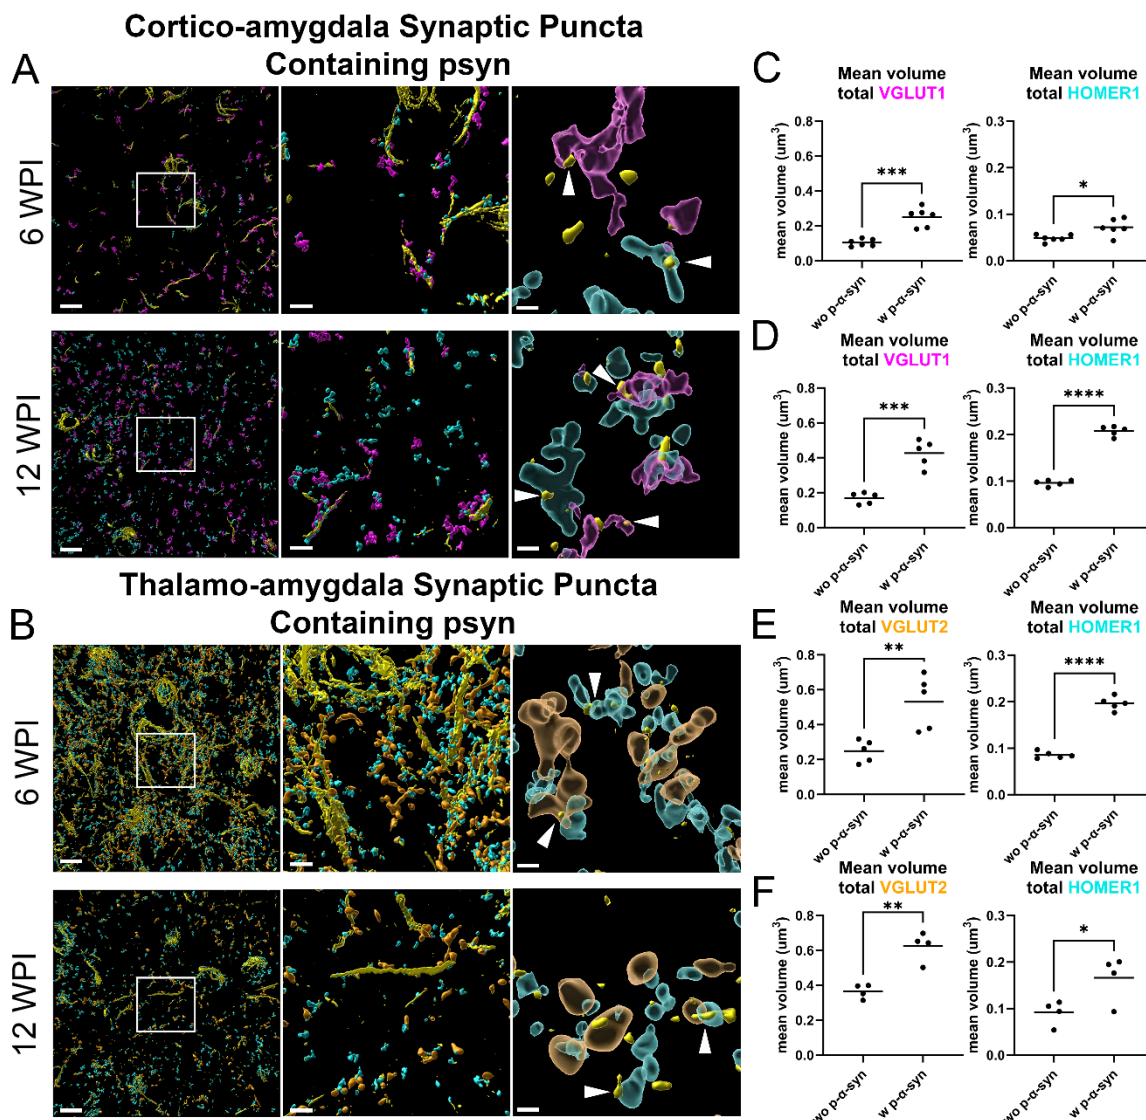 Cortico-amygdala Synaptic Puncta
Containing psyn
A
6 WPI
12 WPI
Thalamo-amygdala Synaptic Puncta
Containing psyn
B
6 WPI
12 WPI
C
Mean volume
total VGLUT1
mean volume (um³)
0.8
0.6
0.4
0.2
0.0
***
wo p-α-syn
w p-α-syn
Mean volume
total HOMER1
mean volume (um³)
0.3
0.2
0.1
0.0
*
wo p-α-syn
w p-α-syn
D
Mean volume
total VGLUT1
mean volume (um³)
0.8
0.6
0.4
0.2
0.0
***
wo p-α-syn
w p-α-syn
Mean volume
total HOMER1
mean volume (um³)
0.3
0.2
0.1
0.0
****
wo p-α-syn
w p-α-syn
E
Mean volume
total VGLUT2
mean volume (um³)
0.8
0.6
0.4
0.2
0.0
**
wo p-α-syn
w p-α-syn
Mean volume
total HOMER1
mean volume (um³)
0.3
0.2
0.1
0.0
****
wo p-α-syn
w p-α-syn
F
Mean volume
total VGLUT2
mean volume (um³)
0.8
0.6
0.4
0.2
0.0
**
wo p-α-syn
w p-α-syn
Mean volume
total HOMER1
mean volume (um³)
0.3
0.2
0.1
0.0
*
wo p-α-syn
w p-α-syn